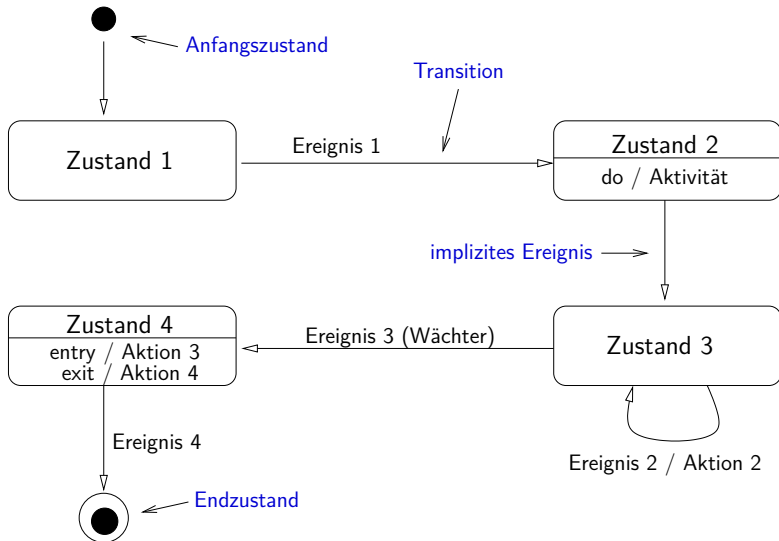 Anfangszustand
Transition
Zustand 1
Ereignis 1
Zustand 2
do / Aktivität
implizites Ereignis
Zustand 4
entry / Aktion 3
exit / Aktion 4
Ereignis 3 (Wächter)
Zustand 3
Ereignis 4
Ereignis 2 / Aktion 2
Endzustand